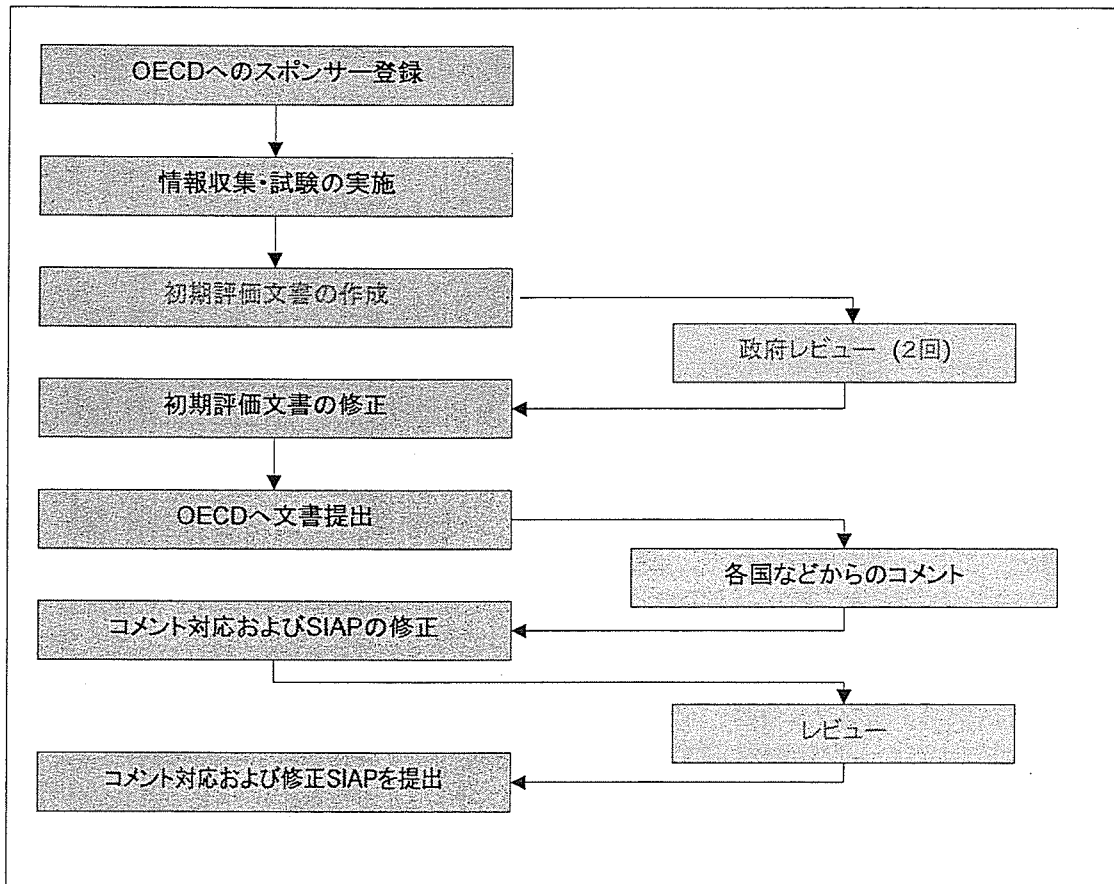 OECDへのスポンサー登録
情報収集・試験の実施
初期評価文書の作成
政府レビュー (2回)
初期評価文書の修正
OECDへ文書提出
各国などからのコメント
コメント対応およびSIAPの修正
レビュー
コメント対応および修正SIAPを提出